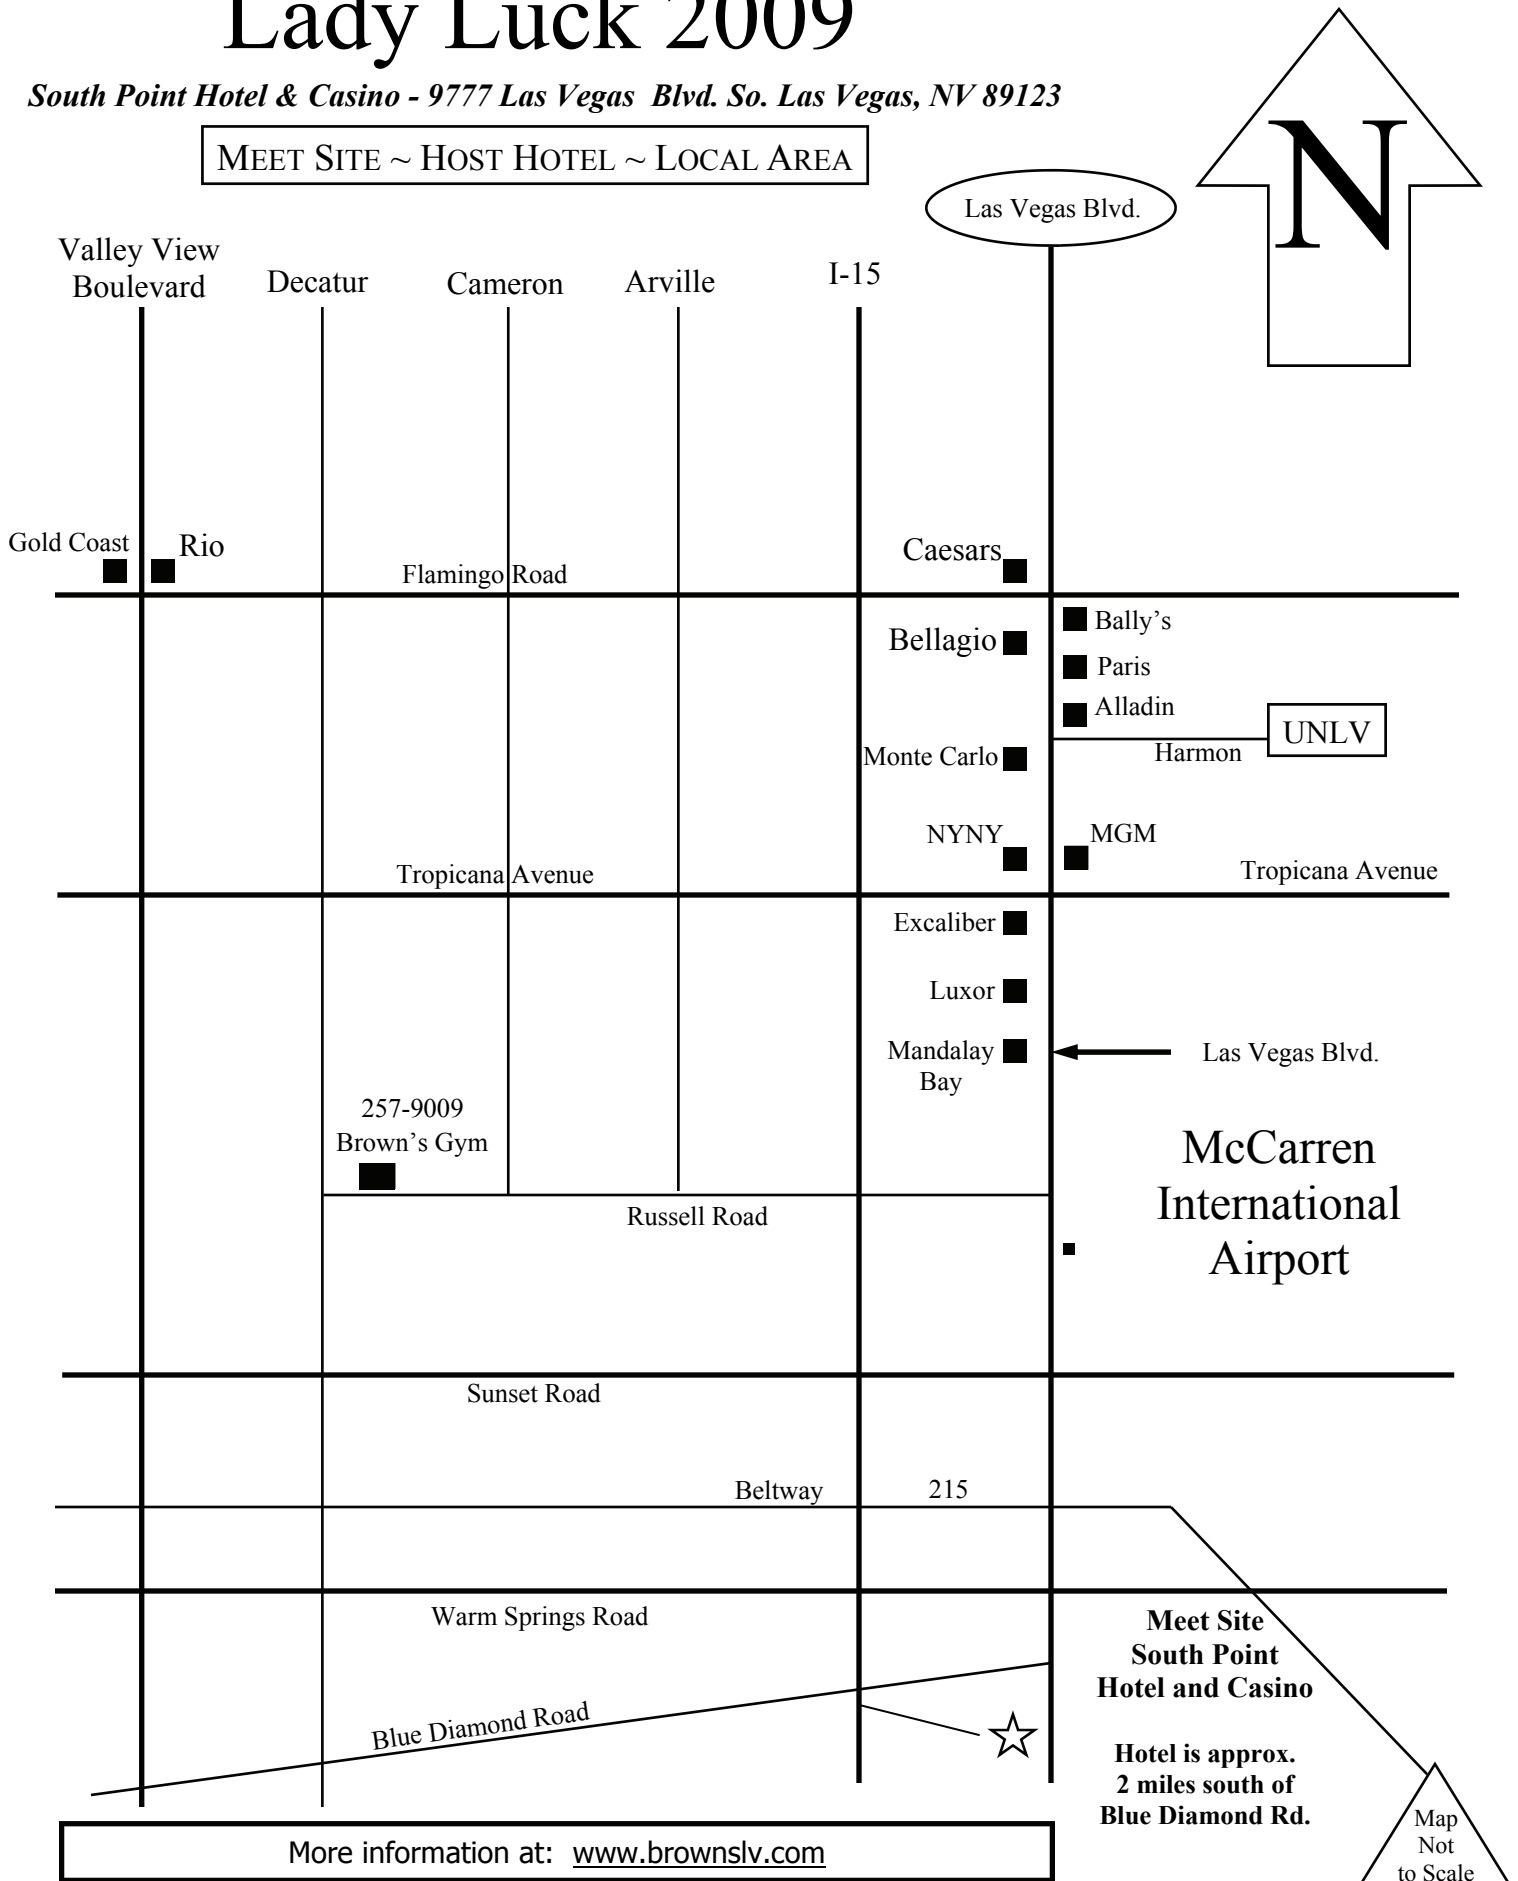 Lady Luck 2009
South Point Hotel & Casino - 9777 Las Vegas Blvd. So. Las Vegas, NV 89123
MEET SITE ~ HOST HOTEL ~ LOCAL AREA
N
Las Vegas Blvd.
Valley View
Boulevard
Decatur
Cameron
Arville
I-15
Gold Coast
Rio
Flamingo Road
Caesars
Bellagio
Bally's
Paris
Alladin
UNLV
Harmon
Monte Carlo
NYNY
MGM
Tropicana Avenue
Tropicana Avenue
Excaliber
Luxor
Mandalay
Bay
Las Vegas Blvd.
257-9009
Brown's Gym
McCarren
International
Airport
Russell Road
Sunset Road
Beltway
215
Warm Springs Road
Meet Site
South Point
Hotel and Casino
Blue Diamond Road
Hotel is approx.
2 miles south of
Blue Diamond Rd.
Map
Not
to Scale
More information at: www.brownslv.com